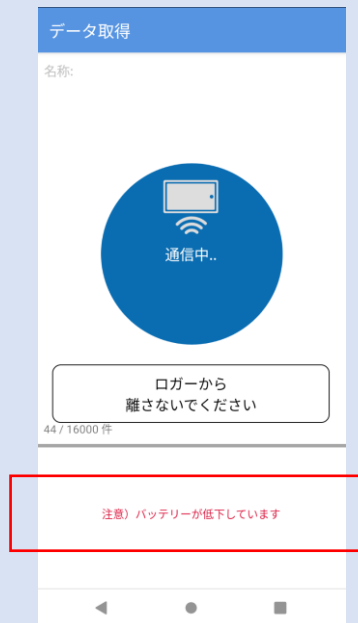 データ取得
名称:
通信中..
ロガーから
離さないでください
44 / 16000 件
注意）バッテリーが低下しています